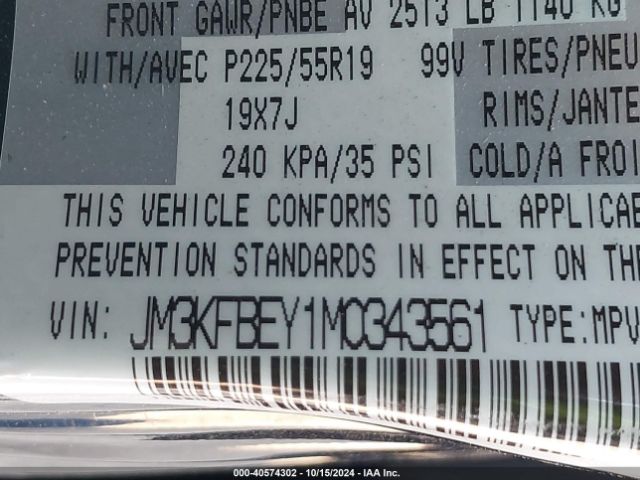 FRONT GAWR/PNBE AV 2513 LB 1140 KG
WITH/AVEC P225/55R19 99V TIRES/PNEU
19X7J RIMS/JANTE
240 KPA/35 PSI COLD/A FROI
THIS VEHICLE CONFORMS TO ALL APPLICAB
PREVENTION STANDARDS IN EFFECT ON THE
VIN: JM3KFBEY1M0343561 TYPE:MPV
000-40574302 - 10/15/2024 - IAA Inc.